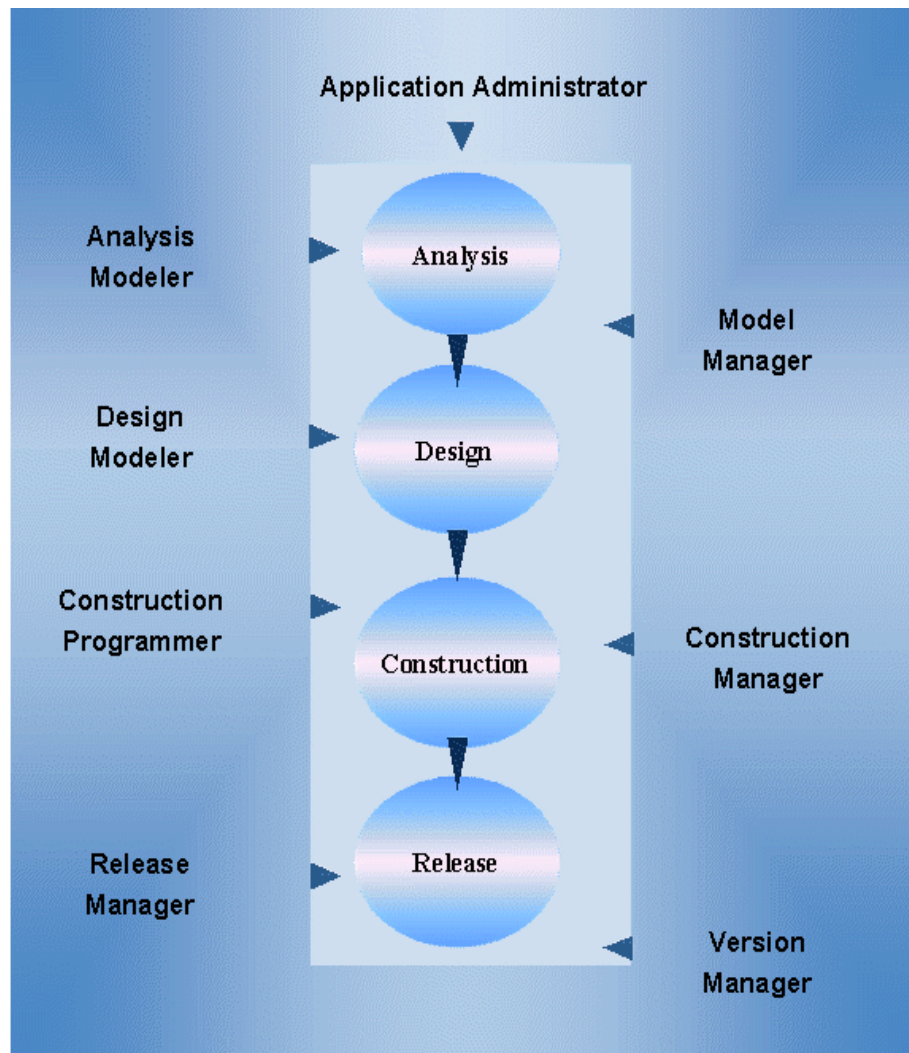 Application Administrator
Analysis
Modeler
Analysis
Model
Manager
Design
Modeler
Design
Construction
Programmer
Construction
Construction
Manager
Release
Manager
Release
Version
Manager